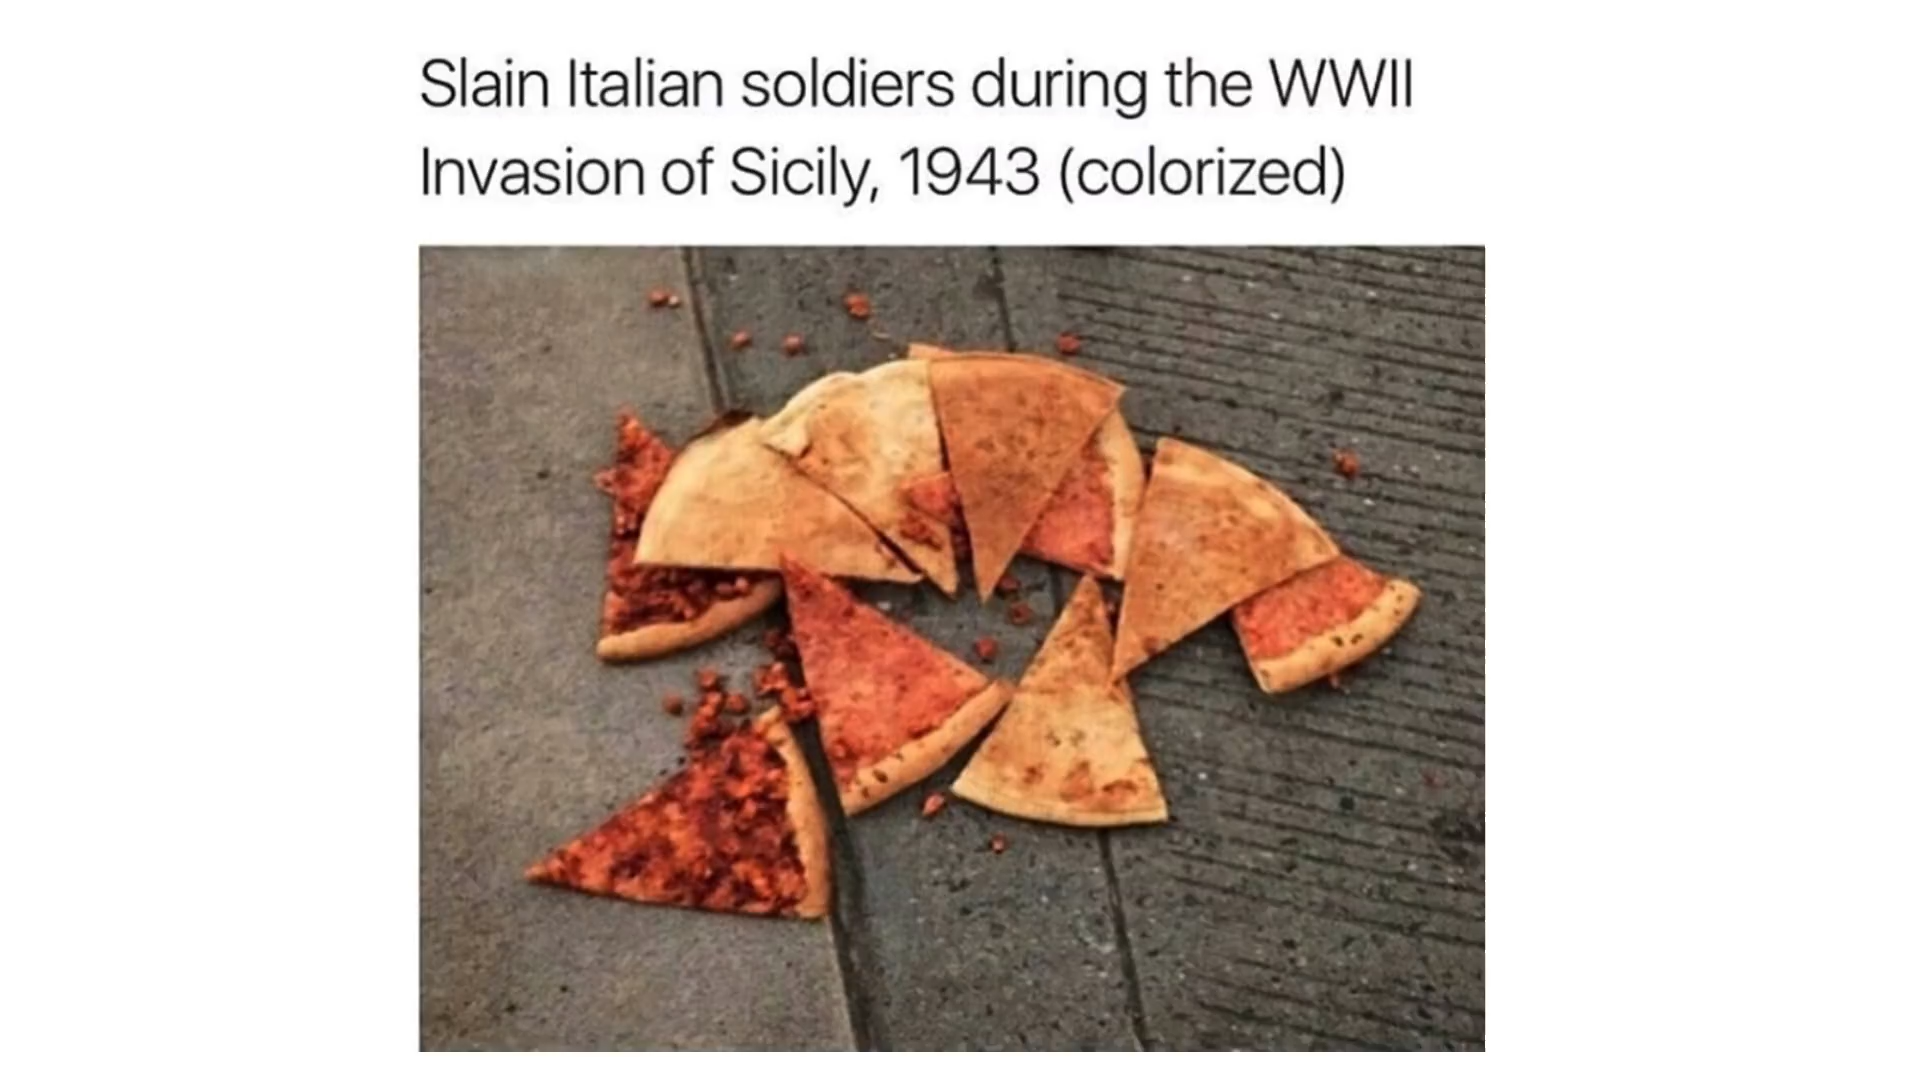 Slain Italian soldiers during the WWII
Invasion of Sicily, 1943 (colorized)